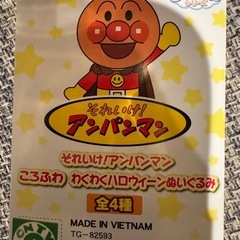 それいけ!
アンパンマン
それいけ!アンパンマン
ころふわ わくわくハロウィーンぬいぐるみ
全4種
MADE IN VIETNAM
TG-82593